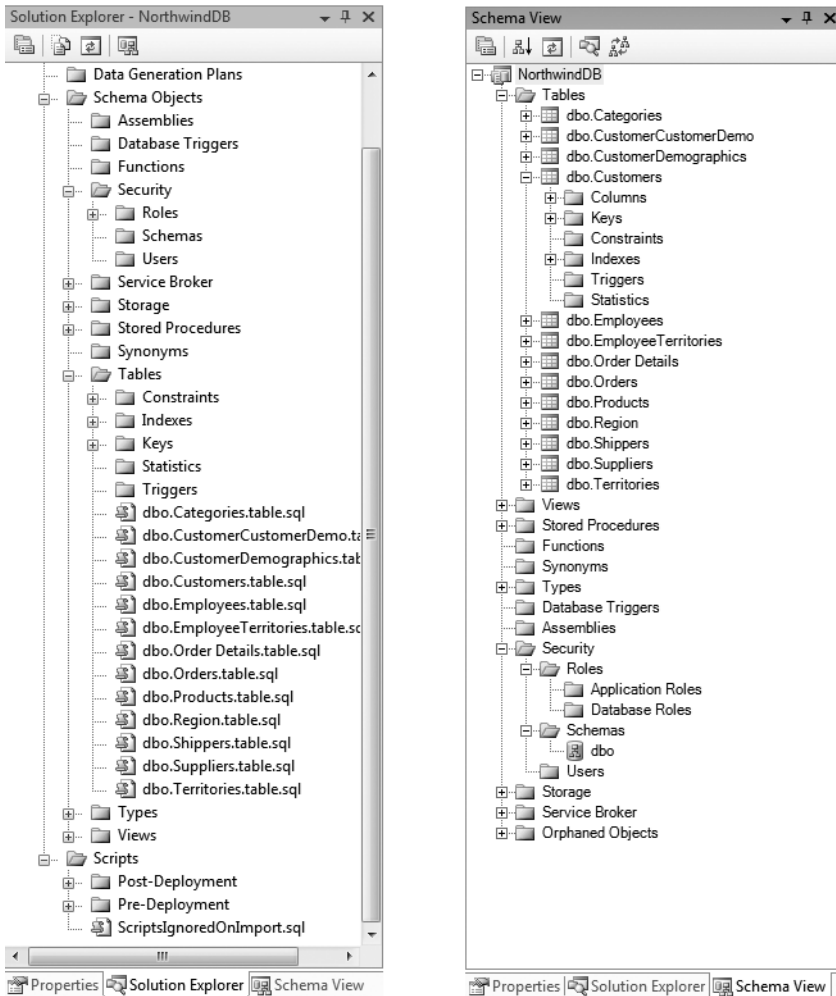 Solution Explorer - NorthwindDB
Data Generation Plans
Schema Objects
Assemblies
Database Triggers
Functions
Security
Roles
Schemas
Users
Service Broker
Storage
Stored Procedures
Synonyms
Tables
Constraints
Indexes
Keys
Statistics
Triggers
dbo.Categories.table.sql
dbo.CustomerCustomerDemo.ta
dbo.CustomerDemographics.tab
dbo.Customers.table.sql
dbo.Employees.table.sql
dbo.EmployeeTerritories.table.sc
dbo.Order Details.table.sql
dbo.Orders.table.sql
dbo.Products.table.sql
dbo.Region.table.sql
dbo.Shippers.table.sql
dbo.Suppliers.table.sql
dbo.Territories.table.sql
Types
Views
Scripts
Post-Deployment
Pre-Deployment
ScriptsIgnoredOnImport.sql
Properties Solution Explorer Schema View
Schema View
NorthwindDB
Tables
dbo.Categories
dbo.CustomerCustomerDemo
dbo.CustomerDemographics
dbo.Customers
Columns
Keys
Constraints
Indexes
Triggers
Statistics
dbo.Employees
dbo.EmployeeTerritories
dbo.Order Details
dbo.Orders
dbo.Products
dbo.Region
dbo.Shippers
dbo.Suppliers
dbo.Territories
Views
Stored Procedures
Functions
Synonyms
Types
Database Triggers
Assemblies
Security
Roles
Application Roles
Database Roles
Schemas
dbo
Users
Storage
Service Broker
Orphaned Objects
Properties Solution Explorer Schema View